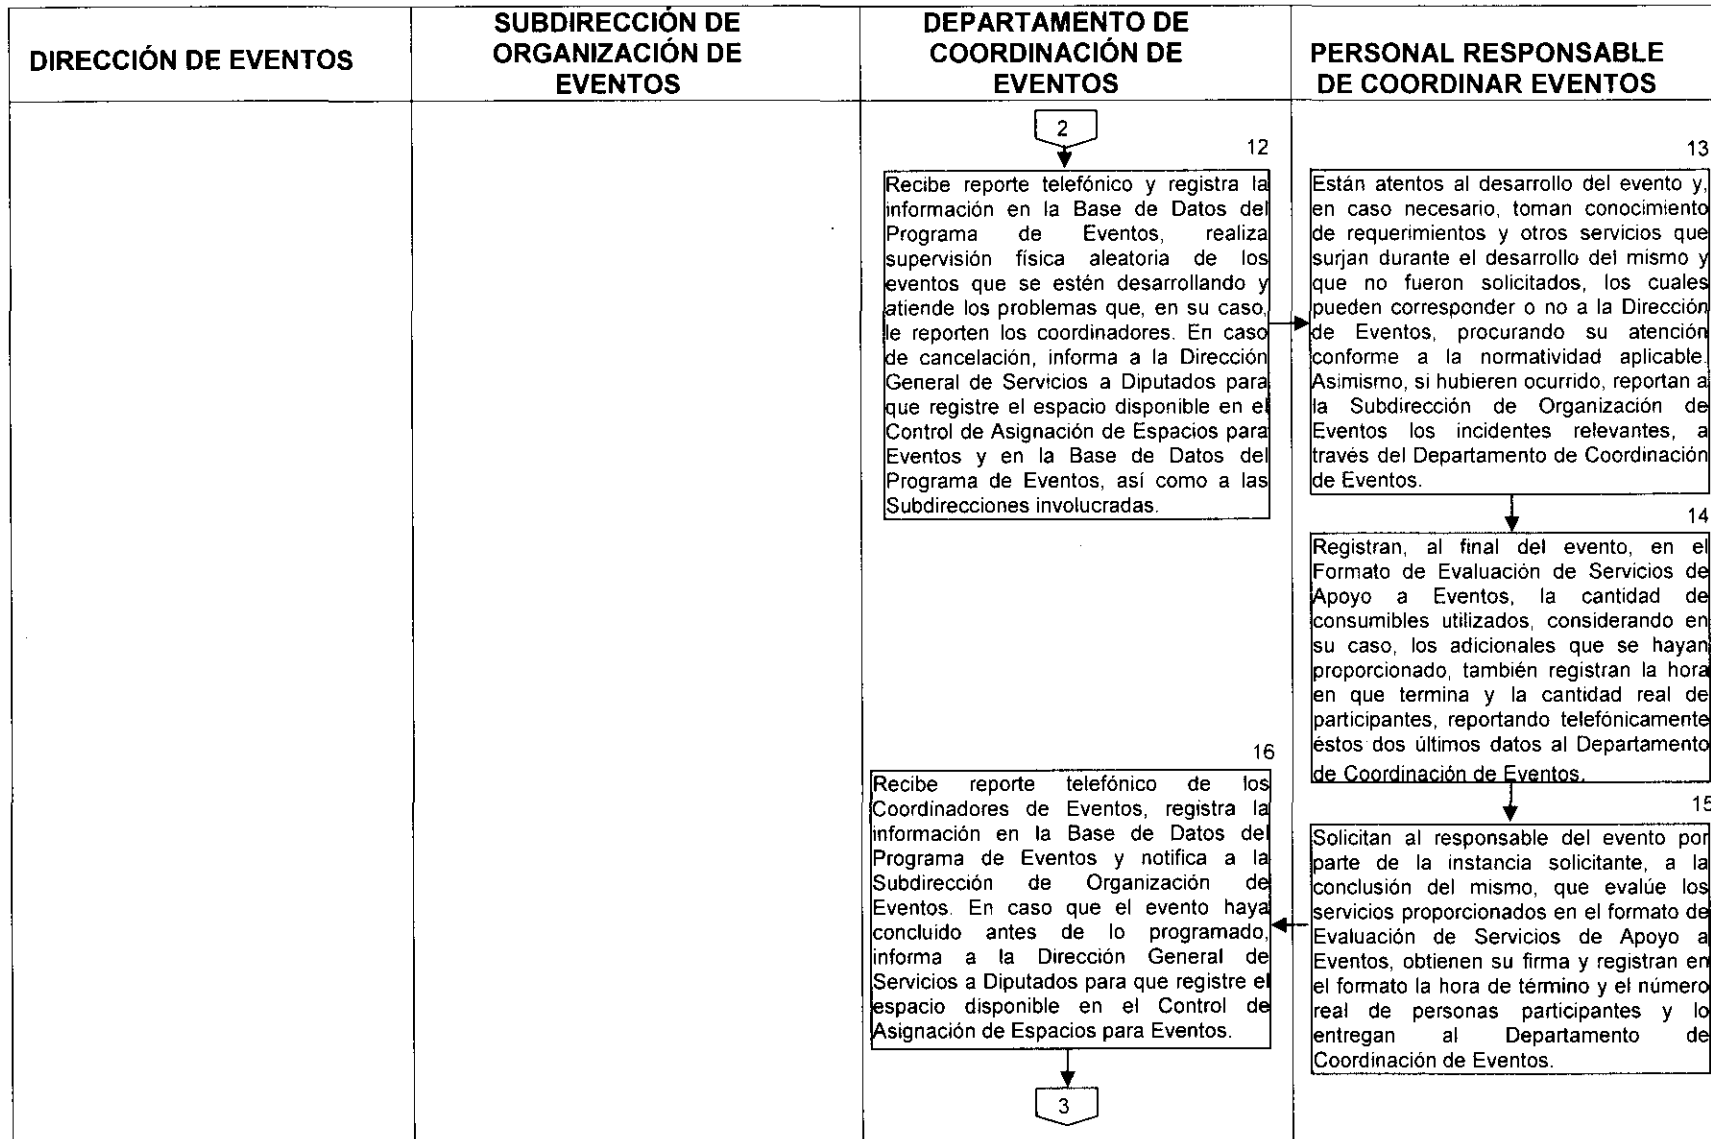 DIRECCIÓN DE EVENTOS
SUBDIRECCIÓN DE
ORGANIZACIÓN DE
EVENTOS
DEPARTAMENTO DE
COORDINACIÓN DE
EVENTOS
PERSONAL RESPONSABLE
DE COORDINAR EVENTOS
2
12
Recibe reporte telefónico y registra la
información en la Base de Datos del
Programa de Eventos, realiza
supervisión física aleatoria de los
eventos que se estén desarrollando y
atiende los problemas que, en su caso,
le reporten los coordinadores. En caso
de cancelación, informa a la Dirección
General de Servicios a Diputados para
que registre el espacio disponible en el
Control de Asignación de Espacios para
Eventos y en la Base de Datos del
Programa de Eventos, así como a las
Subdirecciones involucradas.
13
Están atentos al desarrollo del evento y,
en caso necesario, toman conocimiento
de requerimientos y otros servicios que
surjan durante el desarrollo del mismo y
que no fueron solicitados, los cuales
pueden corresponder o no a la Dirección
de Eventos, procurando su atención
conforme a la normatividad aplicable.
Asimismo, si hubieren ocurrido, reportan a
la Subdirección de Organización de
Eventos los incidentes relevantes, a
través del Departamento de Coordinación
de Eventos.
14
Registran, al final del evento, en el
Formato de Evaluación de Servicios de
Apoyo a Eventos, la cantidad de
consumibles utilizados, considerando en
su caso, los adicionales que se hayan
proporcionado, también registran la hora
en que termina y la cantidad real de
participantes, reportando telefónicamente
éstos dos últimos datos al Departamento
de Coordinación de Eventos.
15
Solicitan al responsable del evento por
parte de la instancia solicitante, a la
conclusión del mismo, que evalúe los
servicios proporcionados en el formato de
Evaluación de Servicios de Apoyo a
Eventos, obtienen su firma y registran en
el formato la hora de término y el número
real de personas participantes y lo
entregan al Departamento de
Coordinación de Eventos.
16
Recibe reporte telefónico de los
Coordinadores de Eventos, registra la
información en la Base de Datos del
Programa de Eventos y notifica a la
Subdirección de Organización de
Eventos. En caso que el evento haya
concluido antes de lo programado,
informa a la Dirección General de
Servicios a Diputados para que registre el
espacio disponible en el Control de
Asignación de Espacios para Eventos.
3